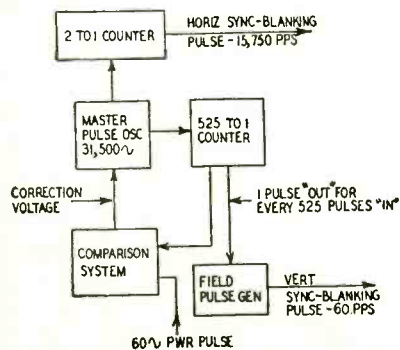 HORIZ SYNC-BLANKING
PULSE - 15,750 PPS
2 TO 1 COUNTER
MASTER
PULSE OSC
31,500~
525 TO 1
COUNTER
CORRECTION
VOLTAGE
1 PULSE "OUT" FOR
EVERY 525 PULSES "IN"
COMPARISON
SYSTEM
FIELD
PULSE GEN
VERT
SYNC-BLANKING
PULSE - 60 PPS
60~ PWR PULSE